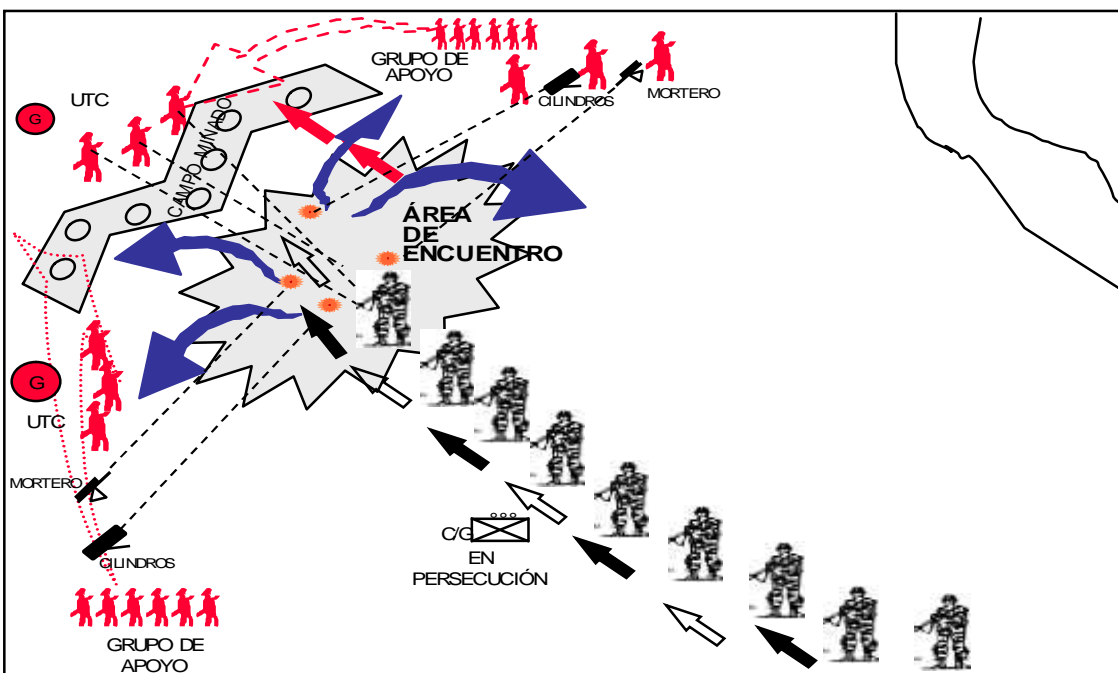 GRUPO DE
APOYO
UTC
G
CILINDROS
MORTERO
CAMPO MINADO
ÁREA
DE
ENCUENTRO
G
UTC
MORTERO
C/G
EN
PERSECUCIÓN
CILINDROS
GRUPO DE
APOYO